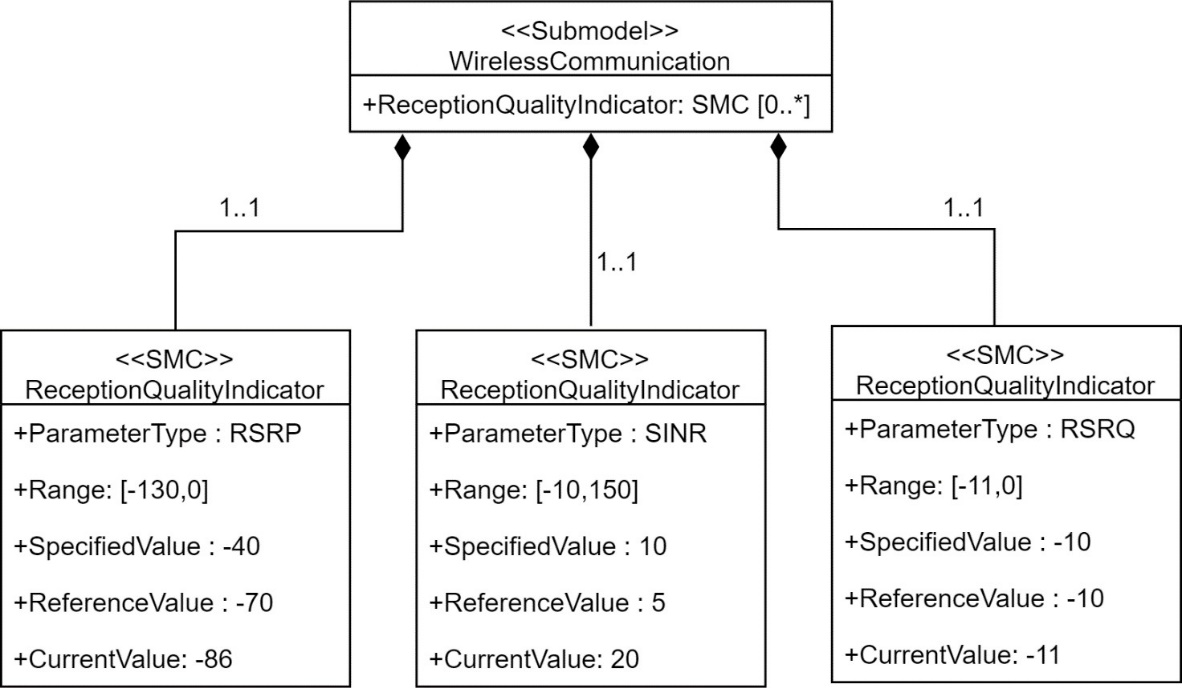 <<Submodel>>
WirelessCommunication
+ReceptionQualityIndicator: SMC [0..*]
1..1
1..1
1..1
<<SMC>>
ReceptionQualityIndicator
+ParameterType : RSRP
+Range: [-130,0]
+SpecifiedValue : -40
+ReferenceValue : -70
+CurrentValue: -86
<<SMC>>
ReceptionQualityIndicator
+ParameterType : SINR
+Range: [-10,150]
+SpecifiedValue : 10
+ReferenceValue : 5
+CurrentValue: 20
<<SMC>>
ReceptionQualityIndicator
+ParameterType : RSRQ
+Range: [-11,0]
+SpecifiedValue : -10
+ReferenceValue : -10
+CurrentValue: -11